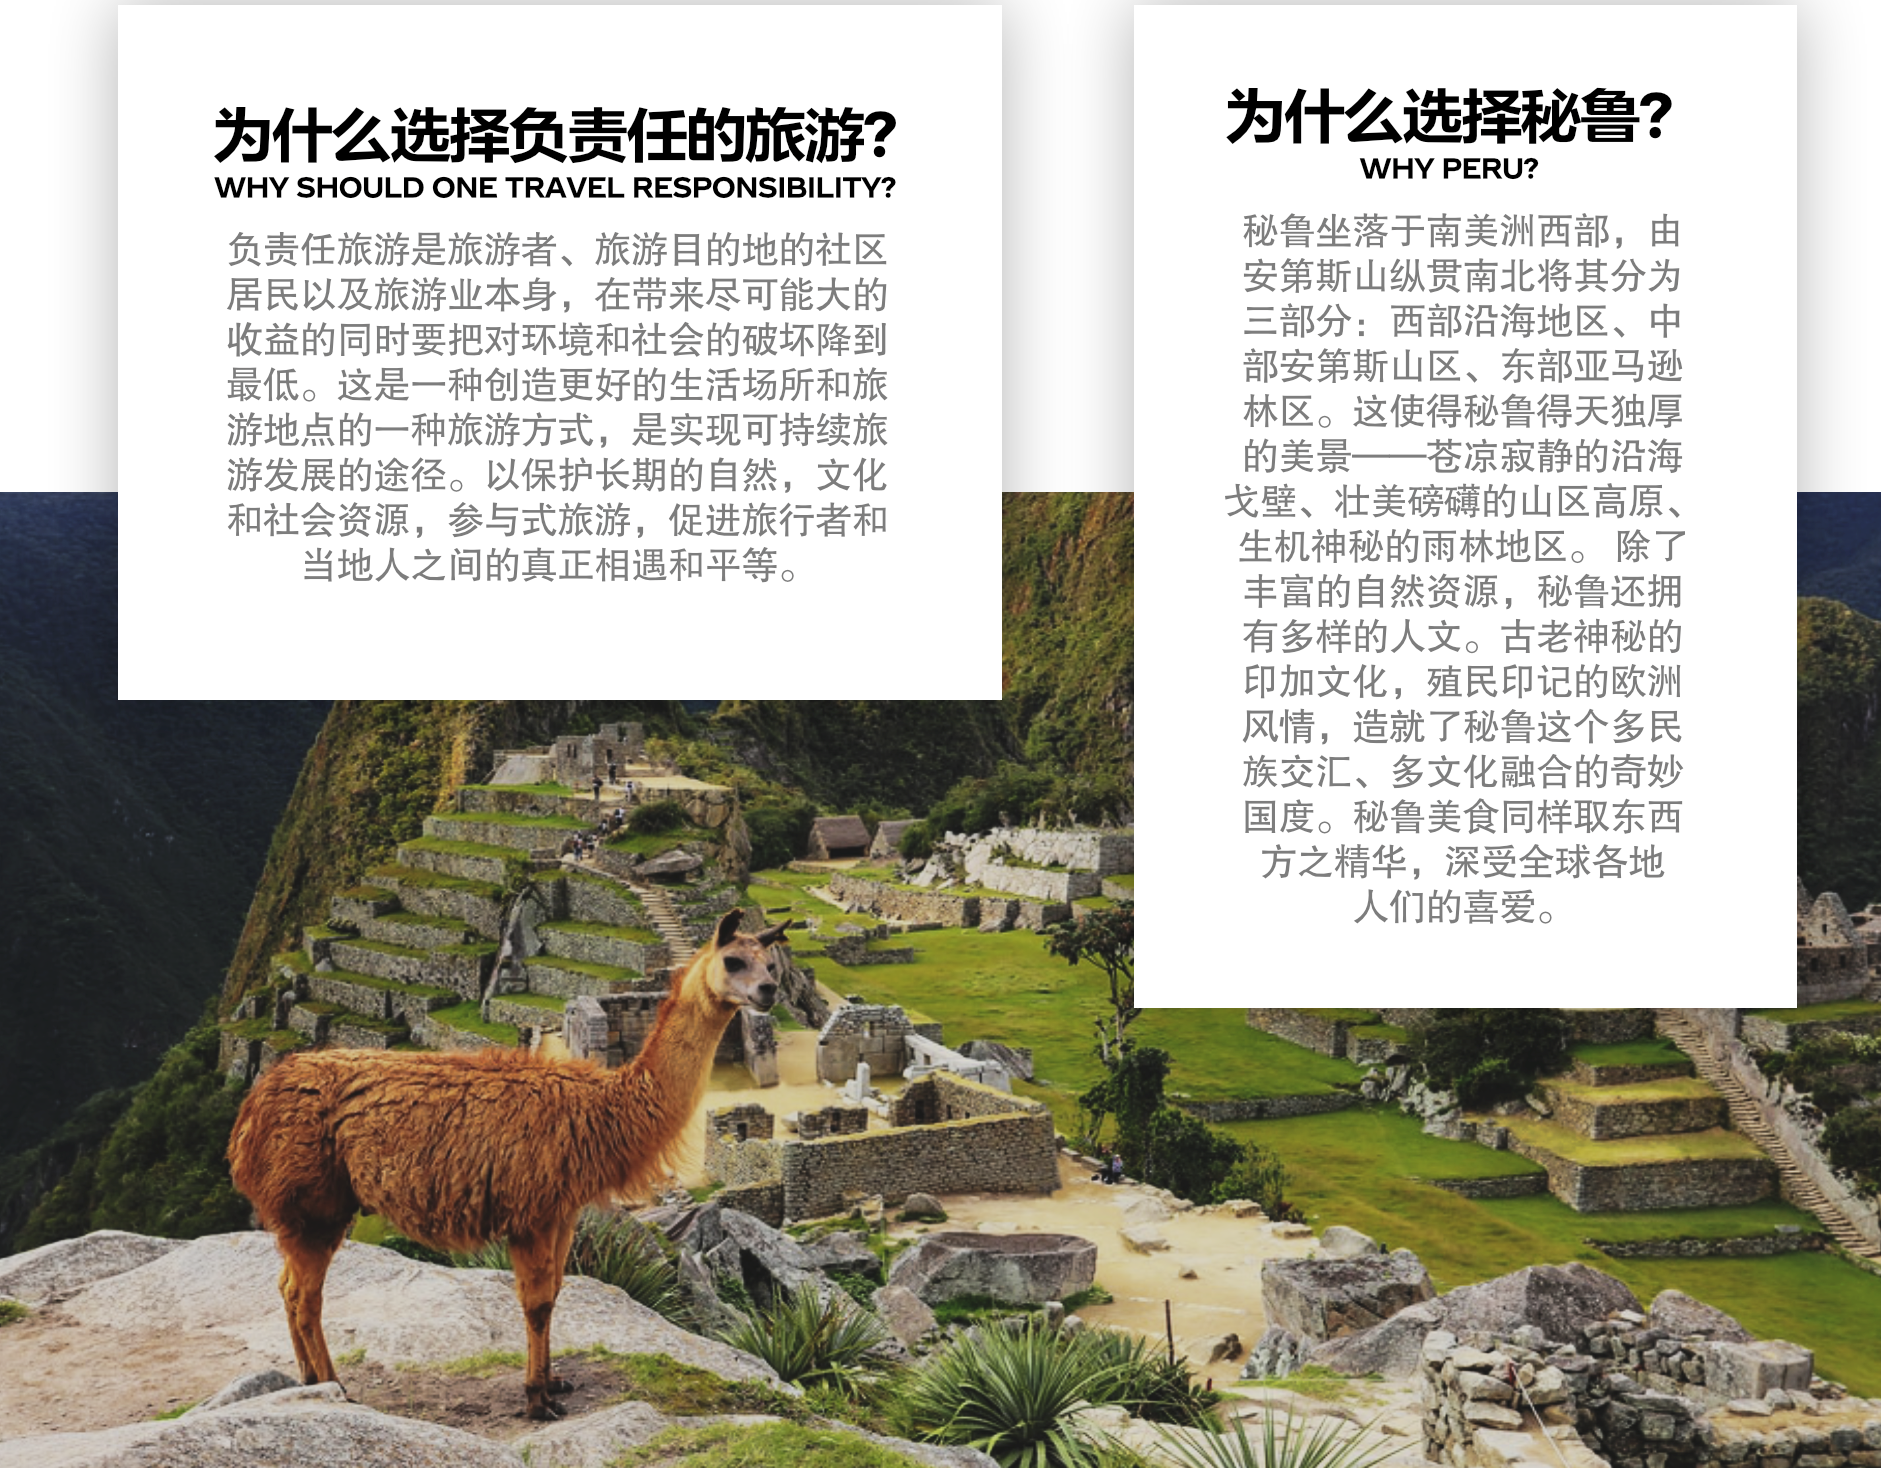 为什么选择负责任的旅游?
WHY SHOULD ONE TRAVEL RESPONSIBILITY?
负责任旅游是旅游者、旅游目的地的社区
居民以及旅游业本身，在带来尽可能大的
收益的同时要把对环境和社会的破坏降到
最低。这是一种创造更好的生活场所和旅
游地点的一种旅游方式，是实现可持续旅
游发展的途径。以保护长期的自然，文化
和社会资源，参与式旅游，促进旅行者和
当地人之间的真正相遇和平等。
为什么选择秘鲁?
WHY PERU?
秘鲁坐落于南美洲西部，由
安第斯山纵贯南北将其分为
三部分：西部沿海地区、中
部安第斯山区、东部亚马逊
林区。这使得秘鲁得天独厚
的美景——苍凉寂静的沿海
戈壁、壮美磅礴的山区高原、
生机神秘的雨林地区。 除了
丰富的自然资源，秘鲁还拥
有多样的人文。古老神秘的
印加文化，殖民印记的欧洲
风情，造就了秘鲁这个多民
族交汇、多文化融合的奇妙
国度。秘鲁美食同样取东西
方之精华，深受全球各地
人们的喜爱。